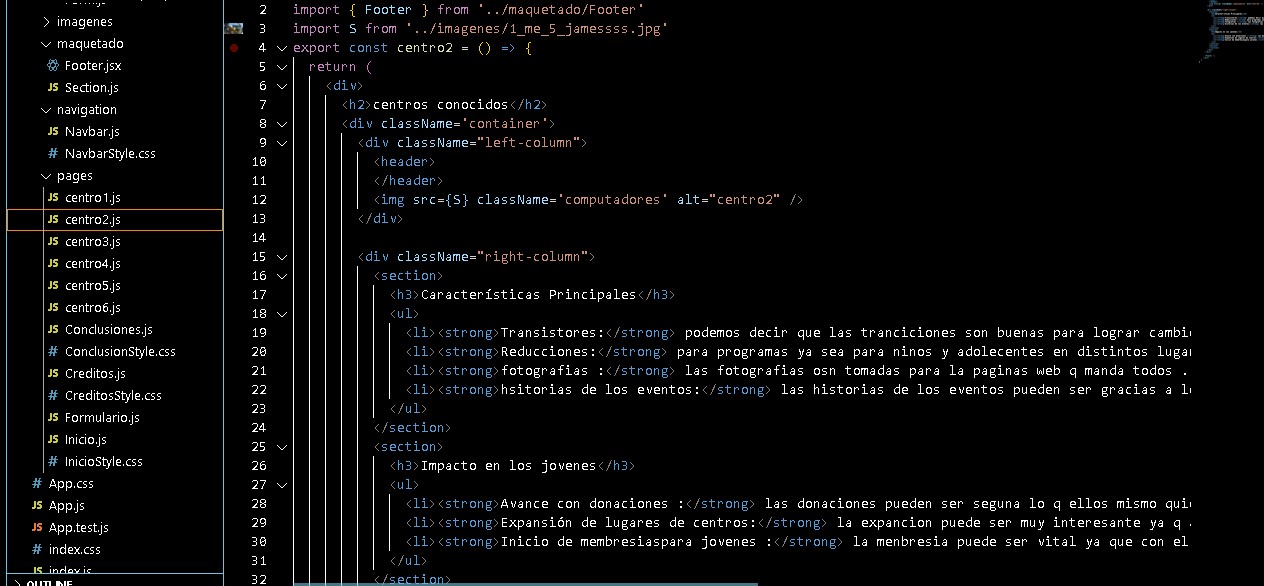 imagenes
maquetado
Footer.jsx
JS Section.js
navigation
JS Navbar.js
# NavbarStyle.css
pages
JS centro1.js
JS centro2.js
JS centro3.js
JS centro4.js
JS centro5.js
JS centro6.js
JS Conclusiones.js
# ConclusionStyle.css
JS Creditos.js
# CreditosStyle.css
JS Formulario.js
JS Inicio.js
# InicioStyle.css
# App.css
JS App.js
JS App.test.js
# index.css
JS index.js
OUTLINE
2 import { Footer } from '../maquetado/Footer'
3 import S from '../imagenes/1_me_5_jamessss.jpg'
4 export const centro2 = () => {
5 return (
6 <div>
7 <h2>centros conocidos</h2>
8 <div className='container'>
9 <div className="left-column">
10 <header>
11 </header>
12 <img src={S} className='computadores' alt="centro2" />
13 </div>
14
15 <div className="right-column">
16 <section>
17 <h3>Características Principales</h3>
18 <ul>
19 <li><strong>Transistores:</strong> podemos decir que las tranciciones son buenas para lograr cambi
20 <li><strong>Reducciones:</strong> para programas ya sea para ninos y adolecentes en distintos luga
21 <li><strong>fotografias :</strong> las fotografias osn tomadas para la paginas web q manda todos .
22 <li><strong>hsitorias de los eventos:</strong> las historias de los eventos pueden ser gracias a l
23 </ul>
24 </section>
25 <section>
26 <h3>Impacto en los jovenes</h3>
27 <ul>
28 <li><strong>Avance con donaciones :</strong> las donaciones pueden ser seguna lo q ellos mismo qui
29 <li><strong>Expansión de lugares de centros:</strong> la expancion puede ser muy interesante ya q .
30 <li><strong>Inicio de membresiaspara jovenes :</strong> la menbresia puede ser vital ya que con el
31 </ul>
32 </section>